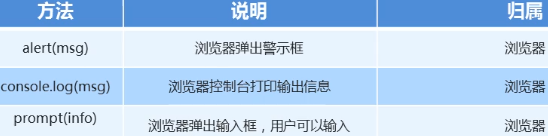 方法 说明 归属
alert(msg) 浏览器弹出警示框 浏览器
console.log(msg) 浏览器控制台打印输出信息 浏览器
prompt(info) 浏览器弹出输入框，用户可以输入 浏览器